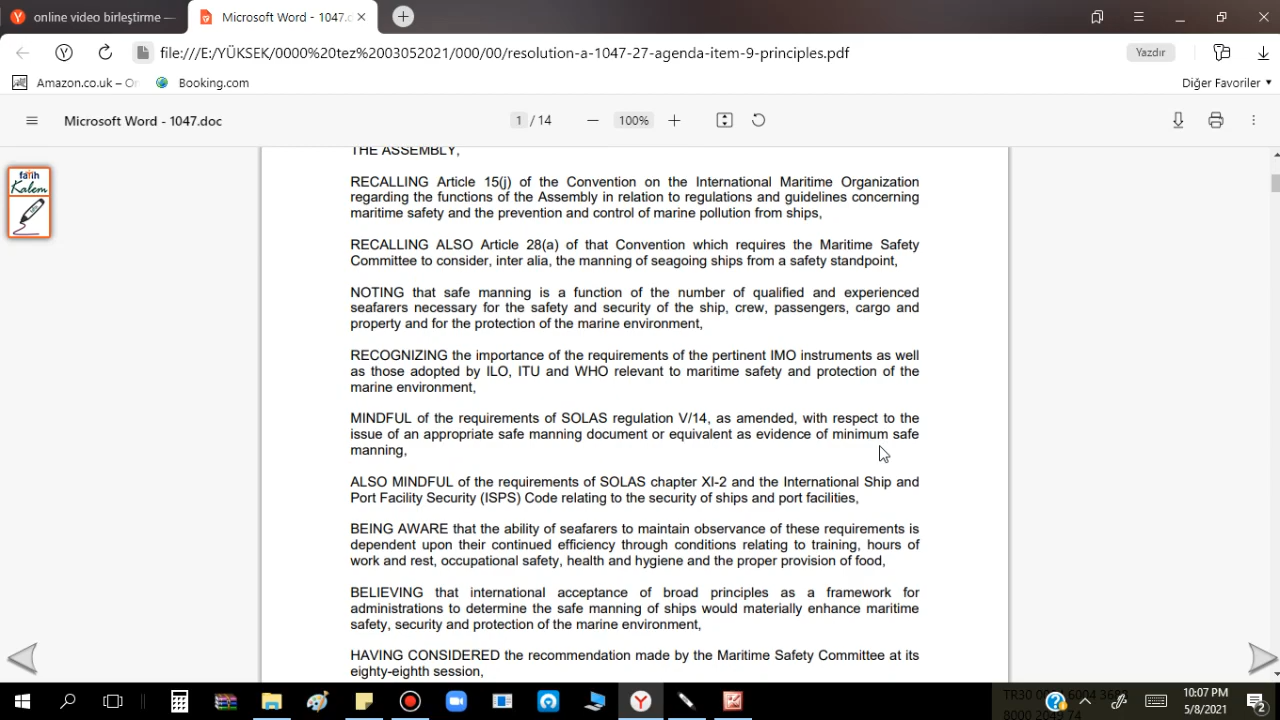 online video birleştirme —
Microsoft Word - 1047.
file:///E:/YÜKSEK/0000%20tez%2003052021/000/00/resolution-a-1047-27-agenda-item-9-principles.pdf
Yazdır
Amazon.co.uk – On
Booking.com
Diğer Favoriler
Microsoft Word - 1047.doc
1 / 14
100%
fatih
Kalem
THE ASSEMBLY,
RECALLING Article 15(j) of the Convention on the International Maritime Organization
regarding the functions of the Assembly in relation to regulations and guidelines concerning
maritime safety and the prevention and control of marine pollution from ships,
RECALLING ALSO Article 28(a) of that Convention which requires the Maritime Safety
Committee to consider, inter alia, the manning of seagoing ships from a safety standpoint,
NOTING that safe manning is a function of the number of qualified and experienced
seafarers necessary for the safety and security of the ship, crew, passengers, cargo and
property and for the protection of the marine environment,
RECOGNIZING the importance of the requirements of the pertinent IMO instruments as well
as those adopted by ILO, ITU and WHO relevant to maritime safety and protection of the
marine environment,
MINDFUL of the requirements of SOLAS regulation V/14, as amended, with respect to the
issue of an appropriate safe manning document or equivalent as evidence of minimum safe
manning,
ALSO MINDFUL of the requirements of SOLAS chapter XI-2 and the International Ship and
Port Facility Security (ISPS) Code relating to the security of ships and port facilities,
BEING AWARE that the ability of seafarers to maintain observance of these requirements is
dependent upon their continued efficiency through conditions relating to training, hours of
work and rest, occupational safety, health and hygiene and the proper provision of food,
BELIEVING that international acceptance of broad principles as a framework for
administrations to determine the safe manning of ships would materially enhance maritime
safety, security and protection of the marine environment,
HAVING CONSIDERED the recommendation made by the Maritime Safety Committee at its
eighty-eighth session,
10:07 PM
5/8/2021
2